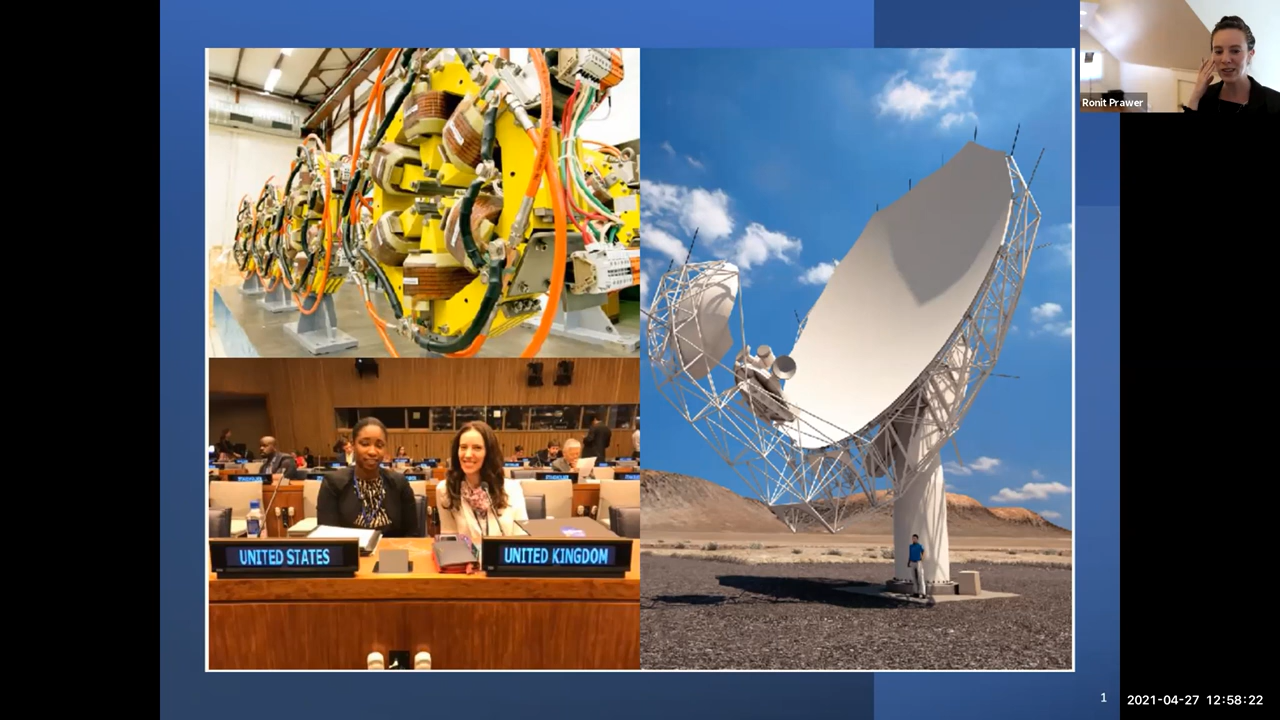 Ronit Prawer
UNITED STATES
UNITED KINGDOM
1
2021-04-27 12:58:22